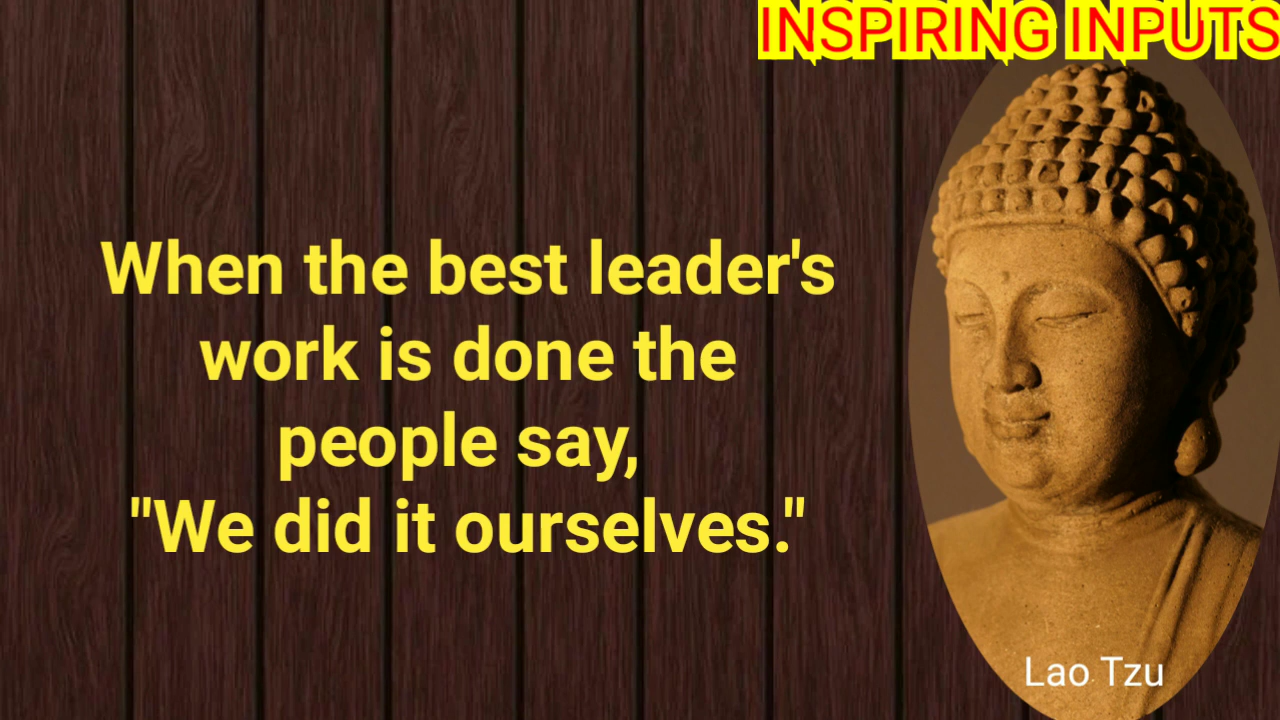 INSPIRING INPUTS
When the best leader's
work is done the
people say,
"We did it ourselves."
Lao Tzu